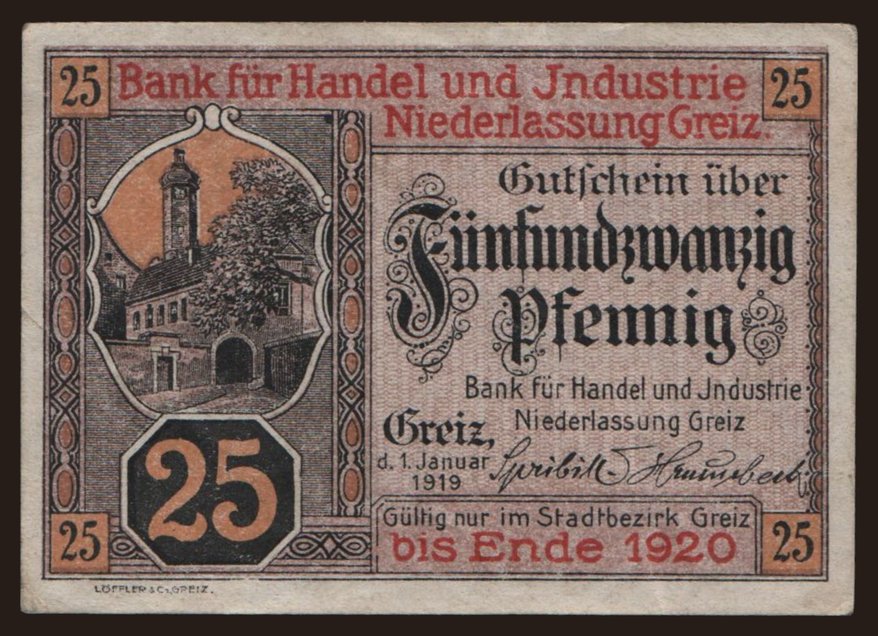 25 Bank für Handel und Jndustrie 25
Niederlassung Greiz.
Gutschein über
Fünfundzwanzig
Pfennig
Bank für Handel und Jndustrie
Niederlassung Greiz
Greiz,
d. 1. Januar
1919
25
Gültig nur im Stadtbezirk Greiz
25 bis Ende 1920 25
LÖFFLER & Co., GREIZ.